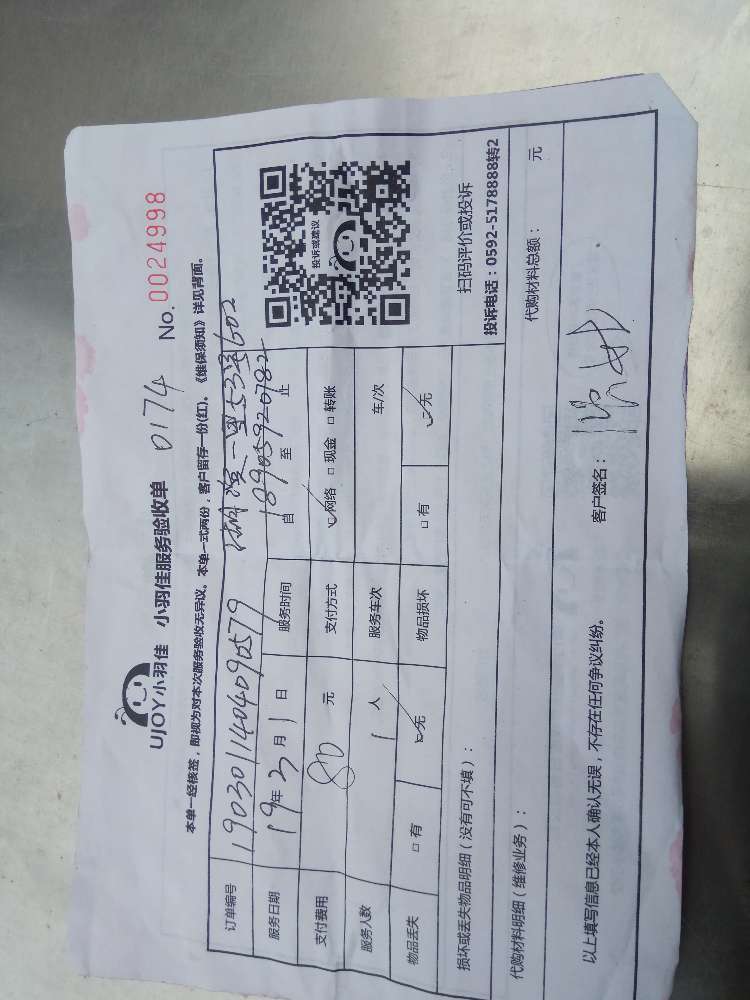 UJOY小羽佳 小羽佳服务验收单 0174 No. 0024998
本单一经核签，即视为对本次服务验收无异议。本单一式两份，客户留存一份(红)。《维保须知》详见背面。
订单编号 1903011404090579 53 602
服务日期 19年3月1日 服务时间 自 至 止 18905920782
支付费用 80 元 支付方式 ☑网络 □现金 □转账
服务人数 1 人 服务车次 车/次
物品丢失 □有 ☑无 物品损坏 □有 ☑无
投诉或建议
扫码评价或投诉
投诉电话：0592-5178888转2
损坏或丢失物品明细（没有可不填）：
代购材料明细（维修业务）： 代购材料总额： 元
以上填写信息已经本人确认无误，不存在任何争议纠纷。 客户签名：